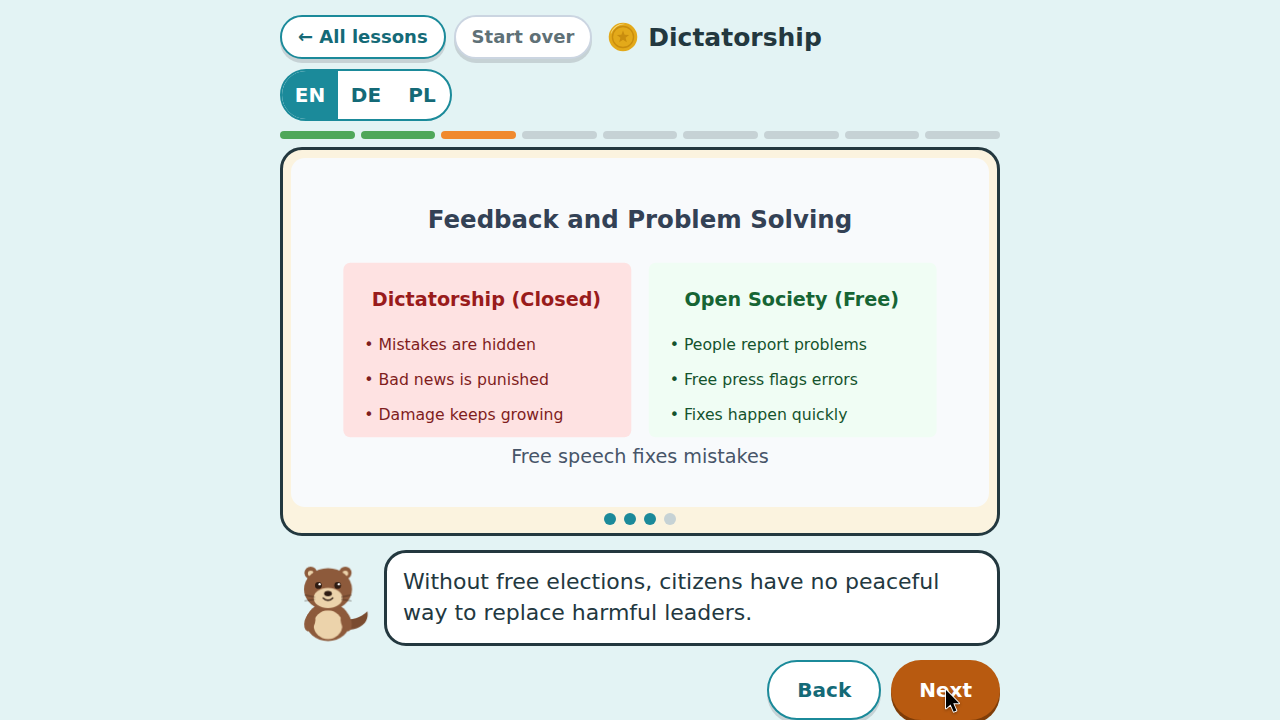 ← All lessons
Start over
Dictatorship
EN DE PL
Feedback and Problem Solving
Dictatorship (Closed)
• Mistakes are hidden
• Bad news is punished
• Damage keeps growing
Open Society (Free)
• People report problems
• Free press flags errors
• Fixes happen quickly
Free speech fixes mistakes
Without free elections, citizens have no peaceful
way to replace harmful leaders.
Back
Next